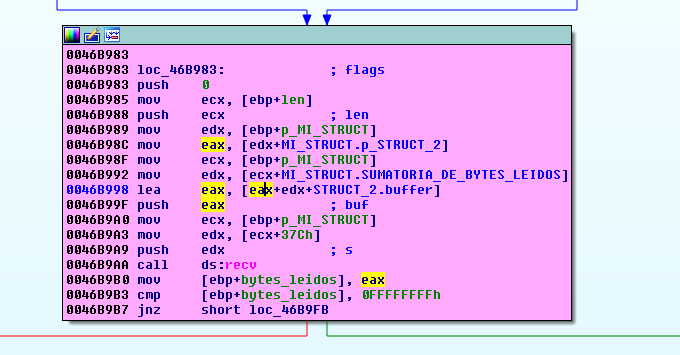 0046B983
0046B983 loc_46B983: ; flags
0046B983 push 0
0046B985 mov ecx, [ebp+len]
0046B988 push ecx ; len
0046B989 mov edx, [ebp+p_MI_STRUCT]
0046B98C mov eax, [edx+MI_STRUCT.p_STRUCT_2]
0046B98F mov ecx, [ebp+p_MI_STRUCT]
0046B992 mov edx, [ecx+MI_STRUCT.SUMATORIA_DE_BYTES_LEIDOS]
0046B998 lea eax, [eax+edx+STRUCT_2.buffer]
0046B99F push eax ; buf
0046B9A0 mov ecx, [ebp+p_MI_STRUCT]
0046B9A3 mov edx, [ecx+37Ch]
0046B9A9 push edx ; s
0046B9AA call ds:recv
0046B9B0 mov [ebp+bytes_leidos], eax
0046B9B3 cmp [ebp+bytes_leidos], 0FFFFFFFFh
0046B9B7 jnz short loc_46B9FB